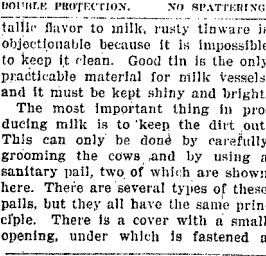 DOUBLE PROTECTION. NO SPATTERING
tallic flavor to milk, rusty tinware is
objectionable because it is impossible
to keep it clean. Good tin is the only
practicable material for milk vessels
and it must be kept shiny and bright
The most important thing in pro
ducing milk is to keep the dirt out
This can only be done by carefully
grooming the cows and by using a
sanitary pail, two of which are shown
here. There are several types of these
pails, but they all have the same prin
ciple. There is a cover with a small
opening, under which is fastened a